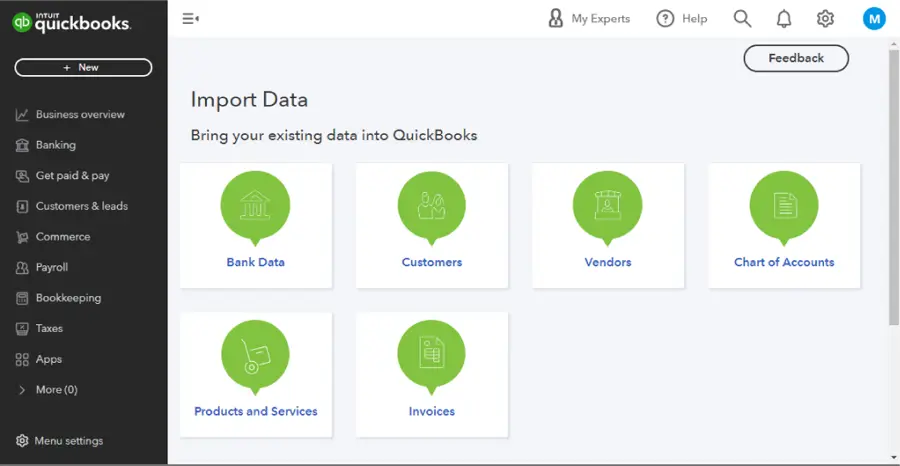 qb INTUIT quickbooks.
My Experts
Help
M
+ New
Feedback
Import Data
Bring your existing data into QuickBooks
Business overview
Banking
Get paid & pay
Customers & leads
Commerce
Payroll
Bookkeeping
Taxes
Apps
More (0)
Menu settings
Bank Data
Customers
Vendors
Chart of Accounts
Products and Services
Invoices